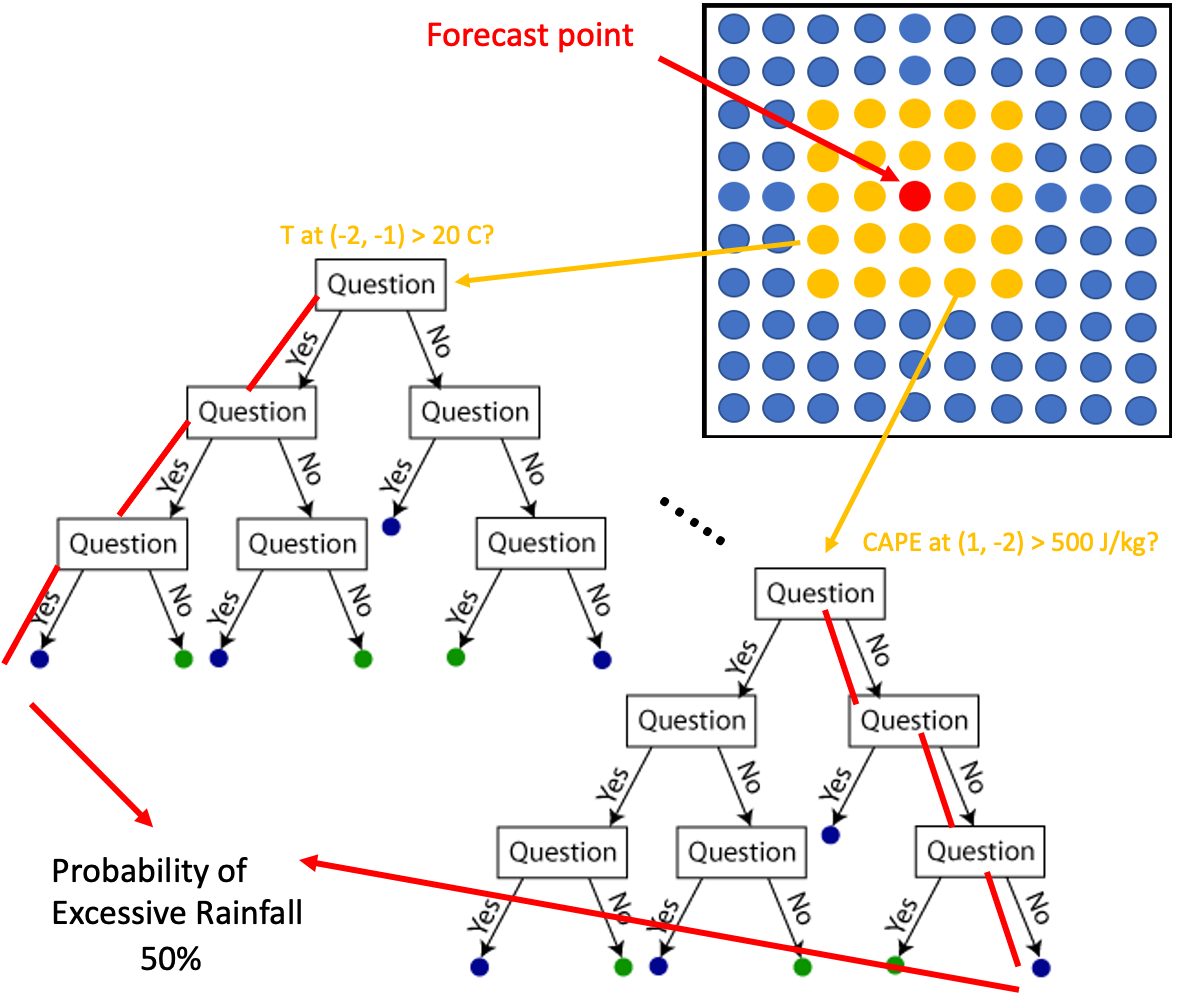 Forecast point
T at (-2, -1) > 20 C?
Question
Yes
No
Question
Question
Yes
No
Yes
No
Question
Question
Question
Yes
No
Yes
No
Yes
No
CAPE at (1, -2) > 500 J/kg?
Question
Yes
No
Question
Question
Yes
No
Yes
No
Question
Question
Question
Yes
No
Yes
No
Yes
No
Probability of
Excessive Rainfall
50%